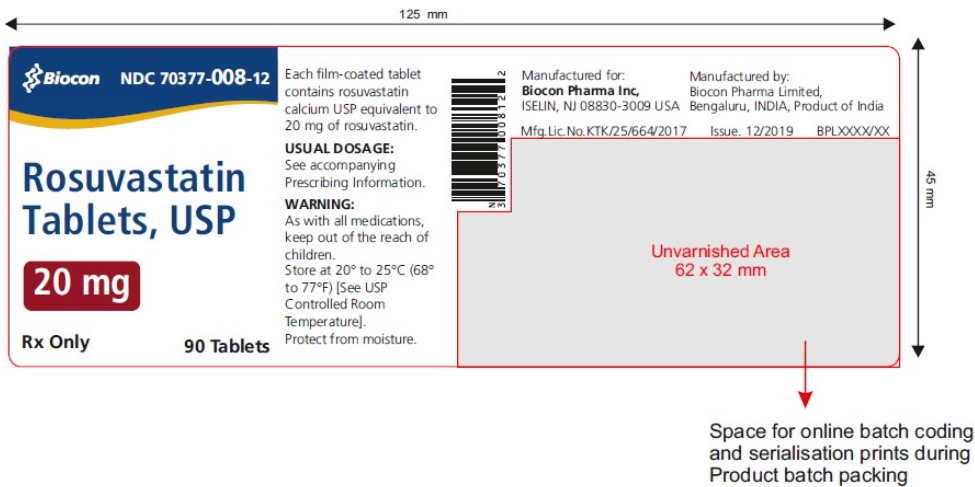 125 mm
Biocon NDC 70377-008-12
Rosuvastatin
Tablets, USP
20 mg
Rx Only
90 Tablets
Each film-coated tablet
contains rosuvastatin
calcium USP equivalent to
20 mg of rosuvastatin.
USUAL DOSAGE:
See accompanying
Prescribing Information.
WARNING:
As with all medications,
keep out of the reach of
children.
Store at 20° to 25°C (68°
to 77°F) [See USP
Controlled Room
Temperature].
Protect from moisture.
N
3 70377 00812 2
Manufactured for:
Biocon Pharma Inc,
ISELIN, NJ 08830-3009 USA
Manufactured by:
Biocon Pharma Limited,
Bengaluru, INDIA, Product of India
Mfg.Lic.No.KTK/25/664/2017 Issue. 12/2019 BPLXXXX/XX
Unvarnished Area
62 x 32 mm
45 mm
Space for online batch coding
and serialisation prints during
Product batch packing